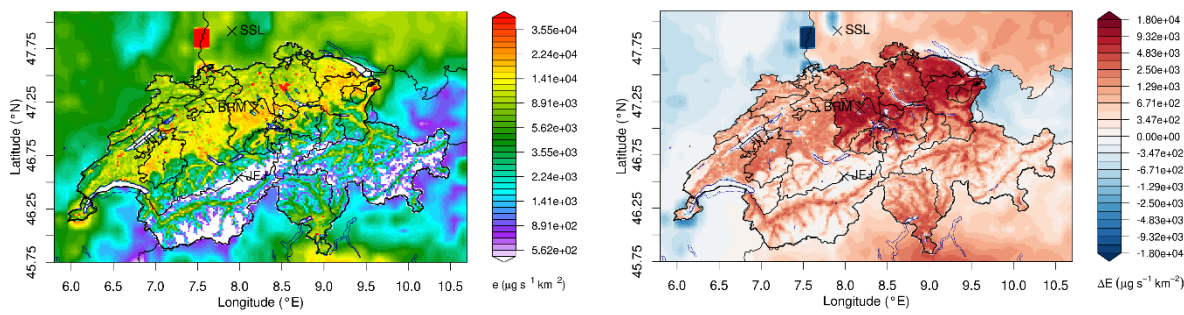 47.75
47.25
46.75
46.25
45.75
Latitude (°N)
6.0 6.5 7.0 7.5 8.0 8.5 9.0 9.5 10.0 10.5
Longitude (°E)
SSL
BRM
JFJ
3.55e+04
2.24e+04
1.41e+04
8.91e+03
5.62e+03
3.55e+03
2.24e+03
1.41e+03
8.91e+02
5.62e+02
e (μg s⁻¹ km⁻²)
47.75
47.25
46.75
46.25
45.75
Latitude (°N)
6.0 6.5 7.0 7.5 8.0 8.5 9.0 9.5 10.0 10.5
Longitude (°E)
SSL
BRM
JFJ
1.80e+04
9.32e+03
4.83e+03
2.50e+03
1.29e+03
6.71e+02
3.47e+02
0.00e+00
-3.47e+02
-6.71e+02
-1.29e+03
-2.50e+03
-4.83e+03
-9.32e+03
-1.80e+04
ΔE (μg s⁻¹ km⁻²)